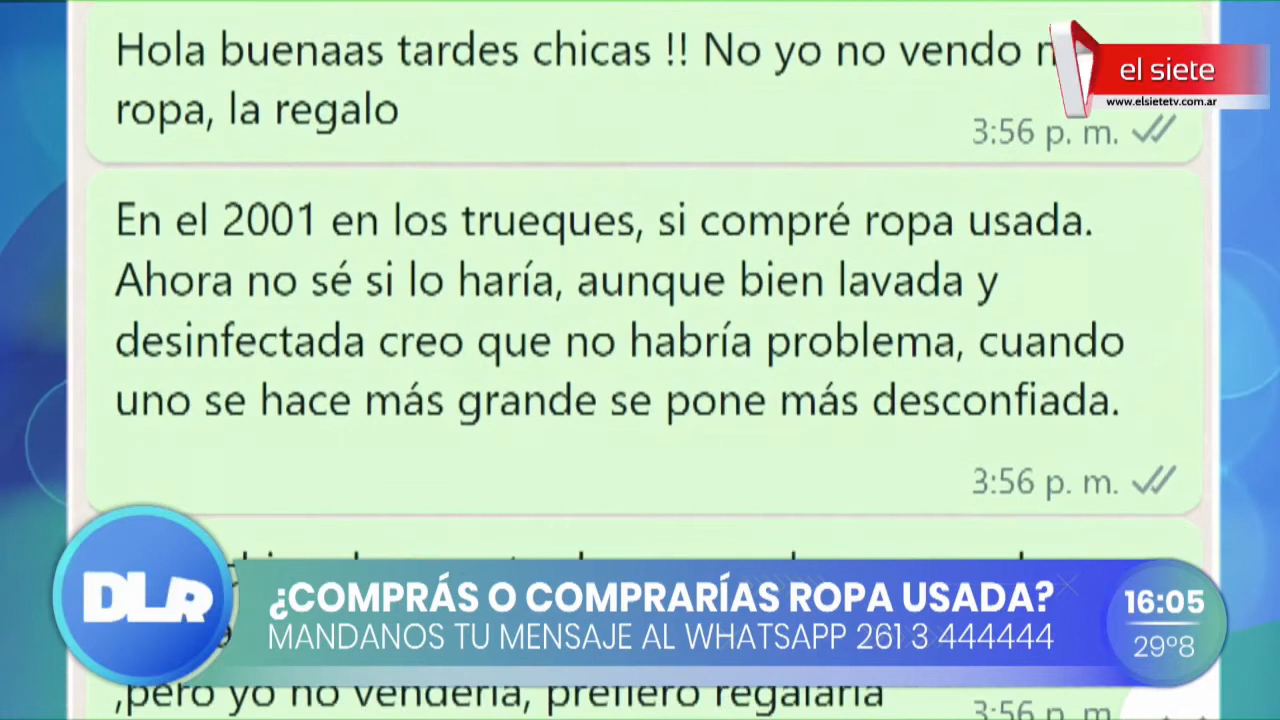 Hola buenaas tardes chicas !! No yo no vendo
ropa, la regalo
3:56 p. m.
el siete
www.elsietetv.com.ar
En el 2001 en los trueques, si compré ropa usada.
Ahora no sé si lo haría, aunque bien lavada y
desinfectada creo que no habría problema, cuando
uno se hace más grande se pone más desconfiada.
3:56 p. m.
DLR
¿COMPRÁS O COMPRARÍAS ROPA USADA?
MANDANOS TU MENSAJE AL WHATSAPP 261 3 444444
16:05
29º8
,pero yo no vendería, prefiero regalarla
3:56 p. m.